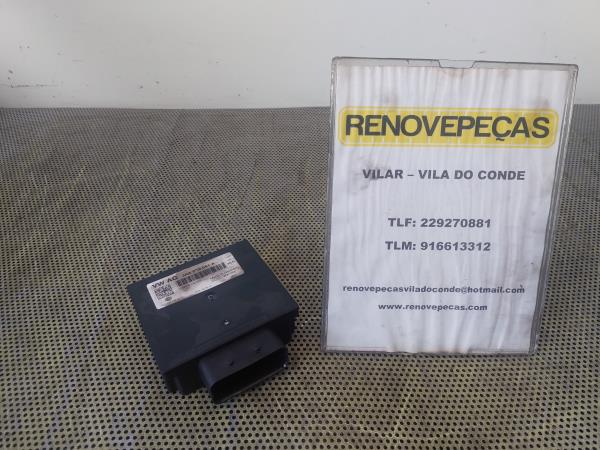 RENOVEPEÇAS
VILAR – VILA DO CONDE
TLF: 229270881
TLM: 916613312
renovepecasviladoconde@hotmail.com
www.renovepecas.com
VW AG